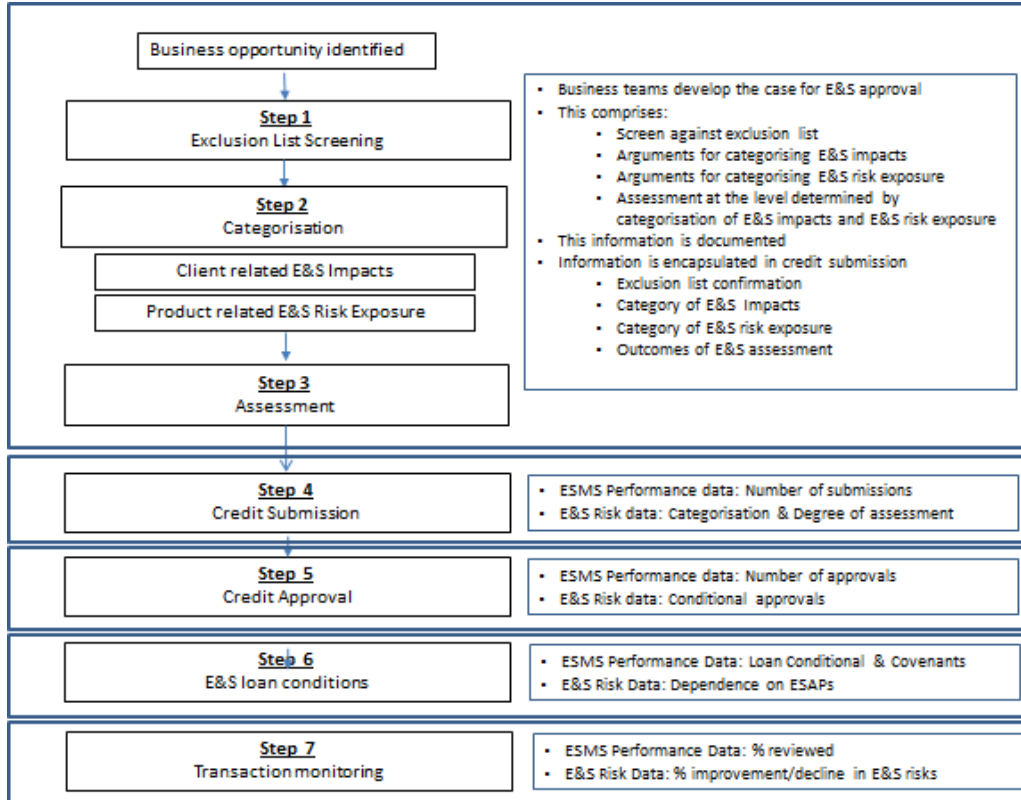 Business opportunity identified
Step 1
Exclusion List Screening
Step 2
Categorisation
Client related E&S Impacts
Product related E&S Risk Exposure
Step 3
Assessment
▪ Business teams develop the case for E&S approval
▪ This comprises:
▪ Screen against exclusion list
▪ Arguments for categorising E&S impacts
▪ Arguments for categorising E&S risk exposure
▪ Assessment at the level determined by
categorisation of E&S impacts and E&S risk exposure
▪ This information is documented
▪ Information is encapsulated in credit submission
▪ Exclusion list confirmation
▪ Category of E&S Impacts
▪ Category of E&S risk exposure
▪ Outcomes of E&S assessment
Step 4
Credit Submission
▪ ESMS Performance data: Number of submissions
▪ E&S Risk data: Categorisation & Degree of assessment
Step 5
Credit Approval
▪ ESMS Performance data: Number of approvals
▪ E&S Risk data: Conditional approvals
Step 6
E&S loan conditions
▪ ESMS Performance Data: Loan Conditional & Covenants
▪ E&S Risk Data: Dependence on ESAPs
Step 7
Transaction monitoring
▪ ESMS Performance Data: % reviewed
▪ E&S Risk Data: % improvement/decline in E&S risks